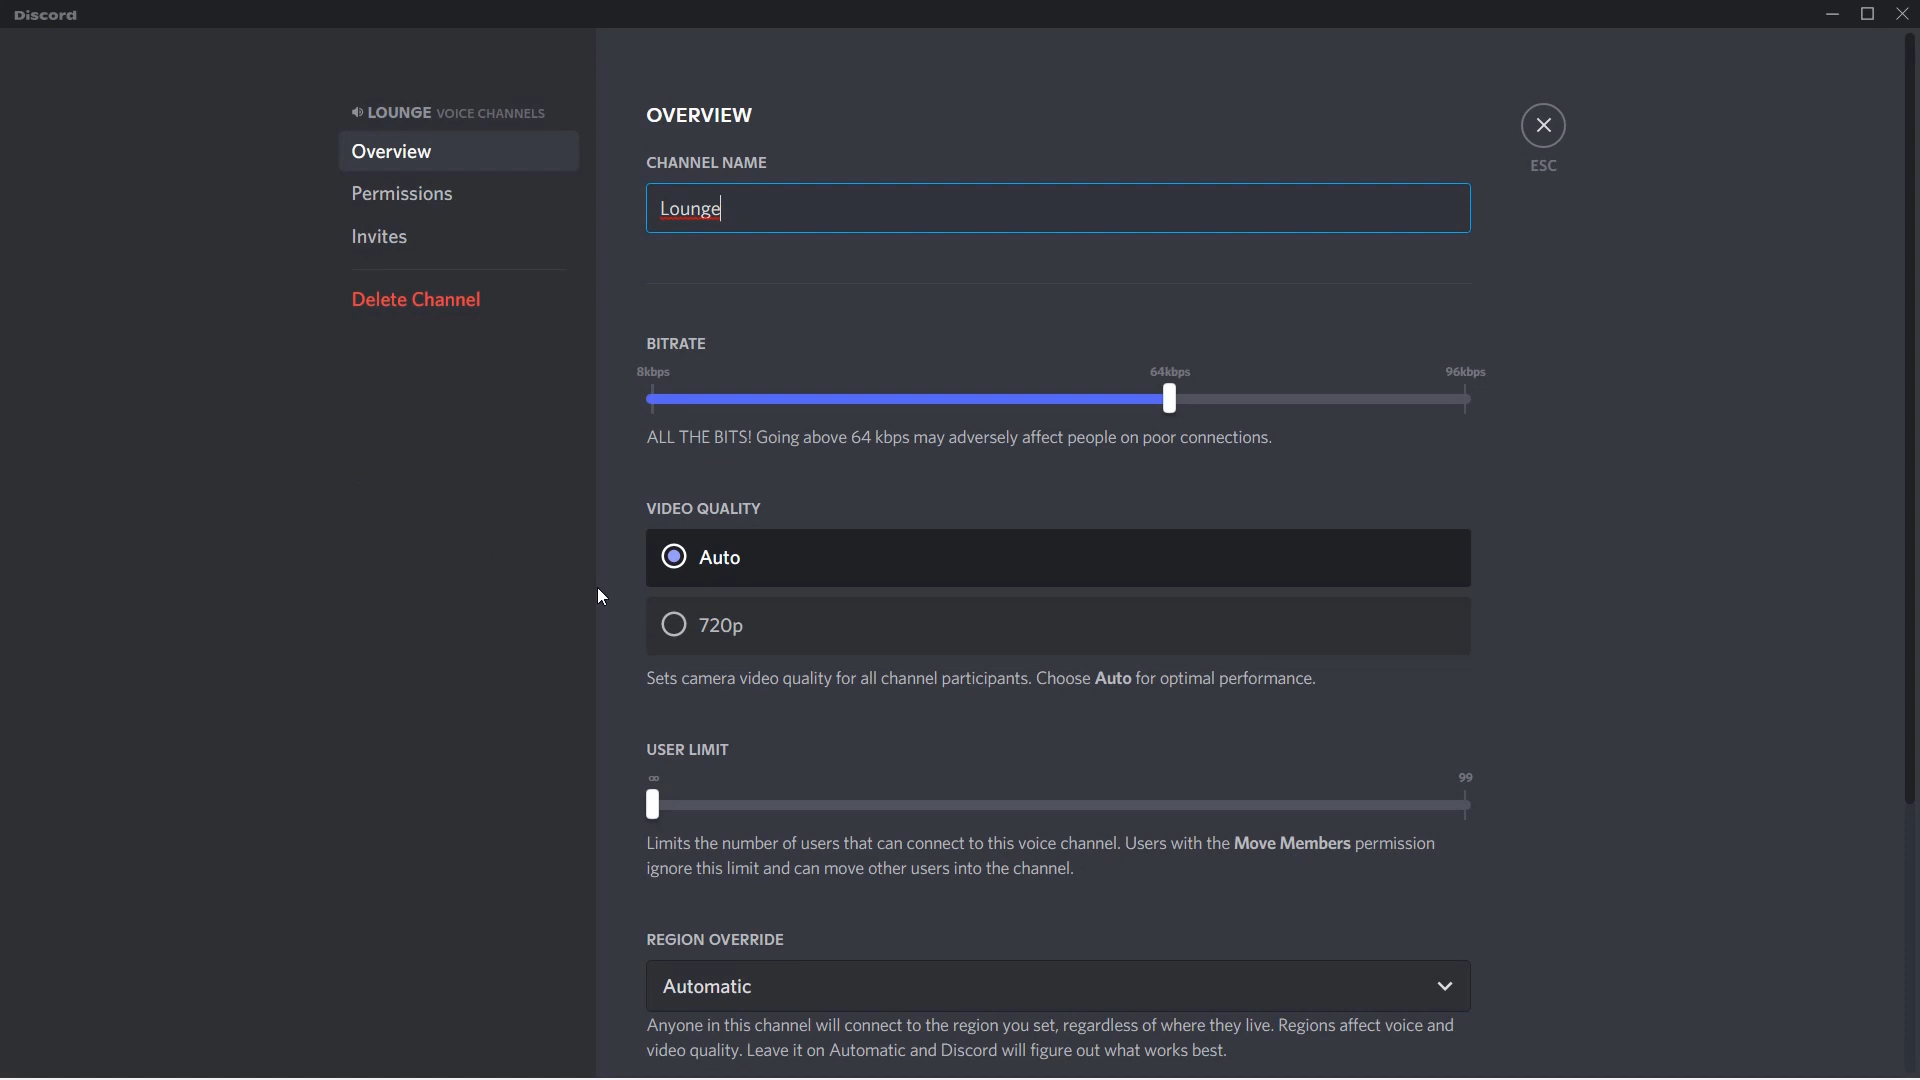 Discord
LOUNGE VOICE CHANNELS
Overview
Permissions
Invites
Delete Channel
OVERVIEW
CHANNEL NAME
Lounge
ESC
BITRATE
8kbps 64kbps 96kbps
ALL THE BITS! Going above 64 kbps may adversely affect people on poor connections.
VIDEO QUALITY
Auto
720p
Sets camera video quality for all channel participants. Choose Auto for optimal performance.
USER LIMIT
∞ 99
Limits the number of users that can connect to this voice channel. Users with the Move Members permission
ignore this limit and can move other users into the channel.
REGION OVERRIDE
Automatic
Anyone in this channel will connect to the region you set, regardless of where they live. Regions affect voice and
video quality. Leave it on Automatic and Discord will figure out what works best.